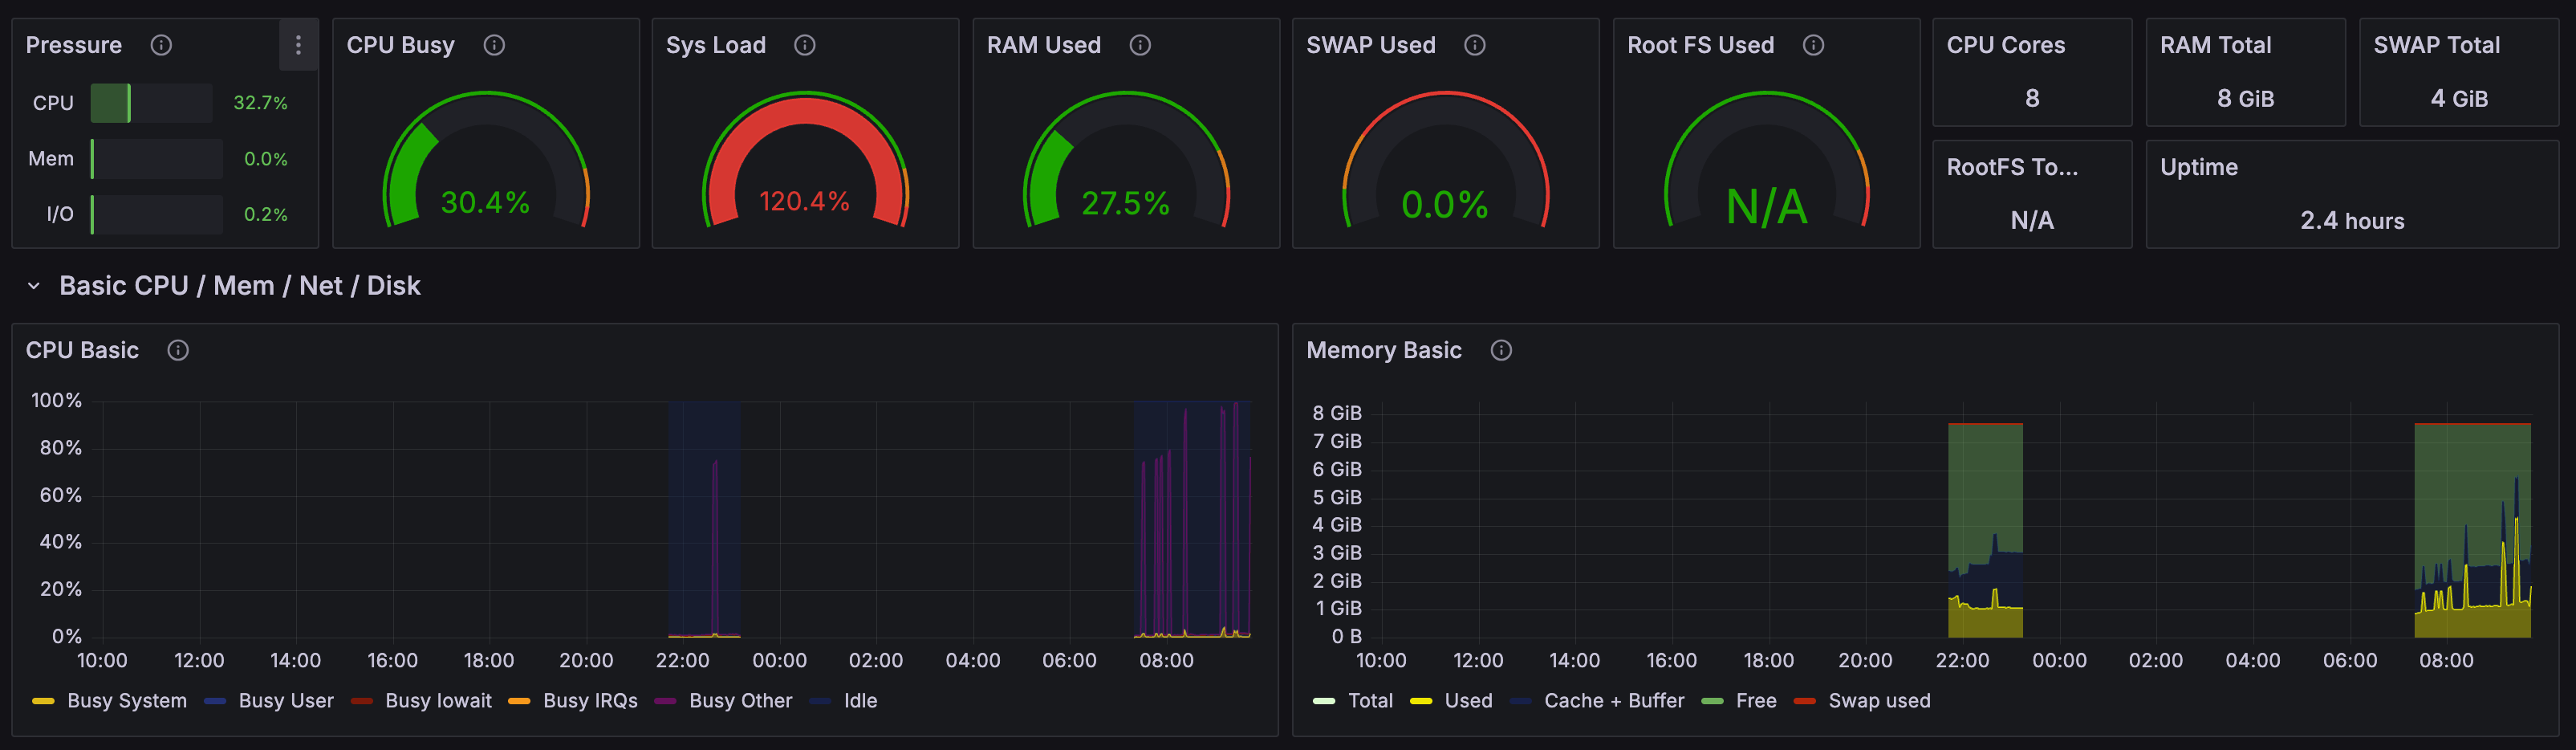 Pressure
CPU 32.7%
Mem 0.0%
I/O 0.2%
CPU Busy
30.4%
Sys Load
120.4%
RAM Used
27.5%
SWAP Used
0.0%
Root FS Used
N/A
CPU Cores
8
RAM Total
8 GiB
SWAP Total
4 GiB
RootFS To...
N/A
Uptime
2.4 hours
Basic CPU / Mem / Net / Disk
CPU Basic
100%
80%
60%
40%
20%
0%
10:00 12:00 14:00 16:00 18:00 20:00 22:00 00:00 02:00 04:00 06:00 08:00
Busy System Busy User Busy Iowait Busy IRQs Busy Other Idle
Memory Basic
8 GiB
7 GiB
6 GiB
5 GiB
4 GiB
3 GiB
2 GiB
1 GiB
0 B
10:00 12:00 14:00 16:00 18:00 20:00 22:00 00:00 02:00 04:00 06:00 08:00
Total Used Cache + Buffer Free Swap used